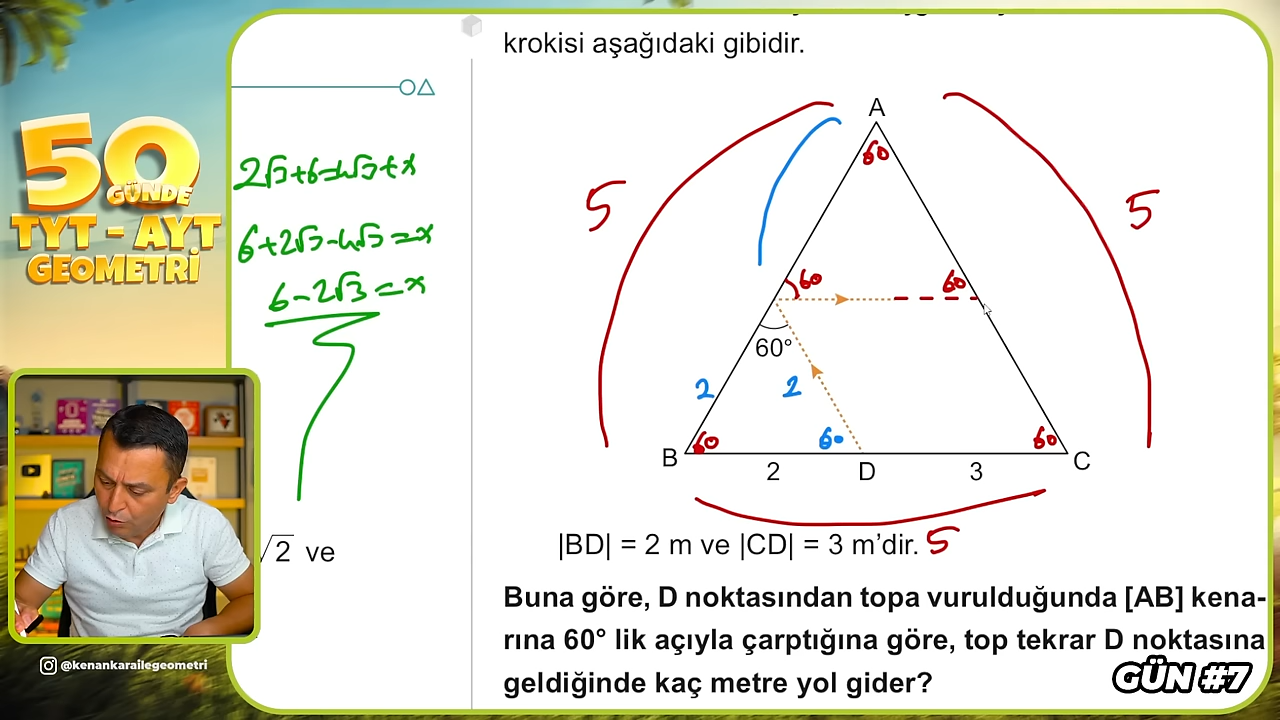 50
GÜNDE
TYT - AYT
GEOMETRİ
2√3+6=4√3+x
6+2√3-4√3=x
6-2√3=x
√2 ve
@kenankarailegeometri
krokisi aşağıdaki gibidir.
A
60
5
5
60
60
60°
2
2
B
60
60
60
C
2
D
3
|BD| = 2 m ve |CD| = 3 m’dir.
5
Buna göre, D noktasından topa vurulduğunda [AB] kena-
rına 60° lik açıyla çarptığına göre, top tekrar D noktasına
geldiğinde kaç metre yol gider?
GÜN #7